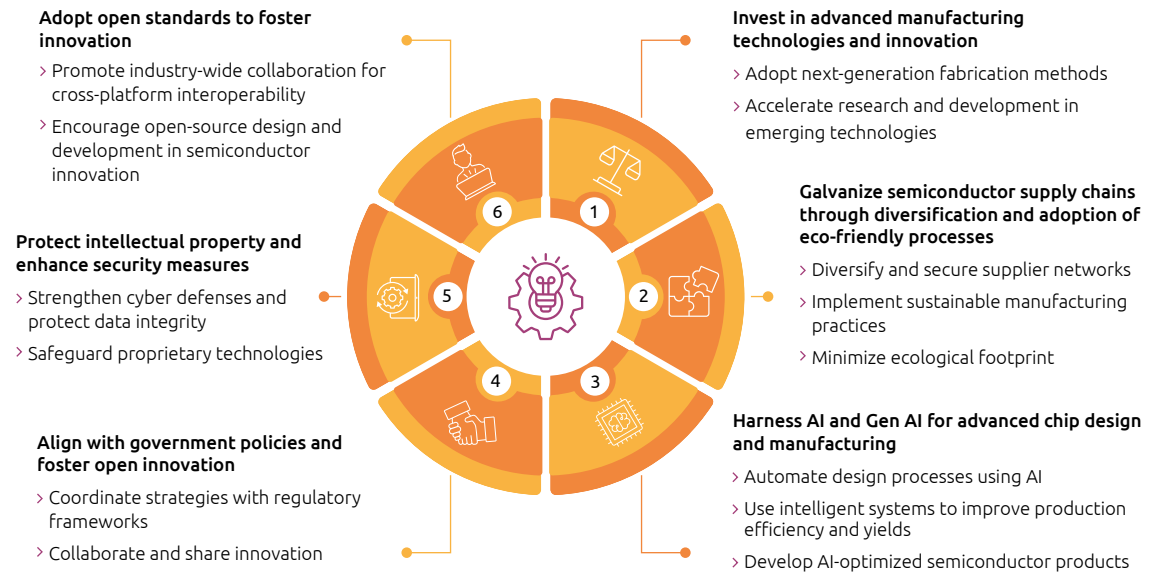 Adopt open standards to foster
innovation
› Promote industry-wide collaboration for
cross-platform interoperability
› Encourage open-source design and
development in semiconductor
innovation
Invest in advanced manufacturing
technologies and innovation
› Adopt next-generation fabrication methods
› Accelerate research and development in
emerging technologies
Galvanize semiconductor supply chains
through diversification and adoption of
eco-friendly processes
› Diversify and secure supplier networks
› Implement sustainable manufacturing
practices
› Minimize ecological footprint
Protect intellectual property and
enhance security measures
› Strengthen cyber defenses and
protect data integrity
› Safeguard proprietary technologies
6
1
5
2
4
3
Align with government policies and
foster open innovation
› Coordinate strategies with regulatory
frameworks
› Collaborate and share innovation
Harness AI and Gen AI for advanced chip design
and manufacturing
› Automate design processes using AI
› Use intelligent systems to improve production
efficiency and yields
› Develop AI-optimized semiconductor products